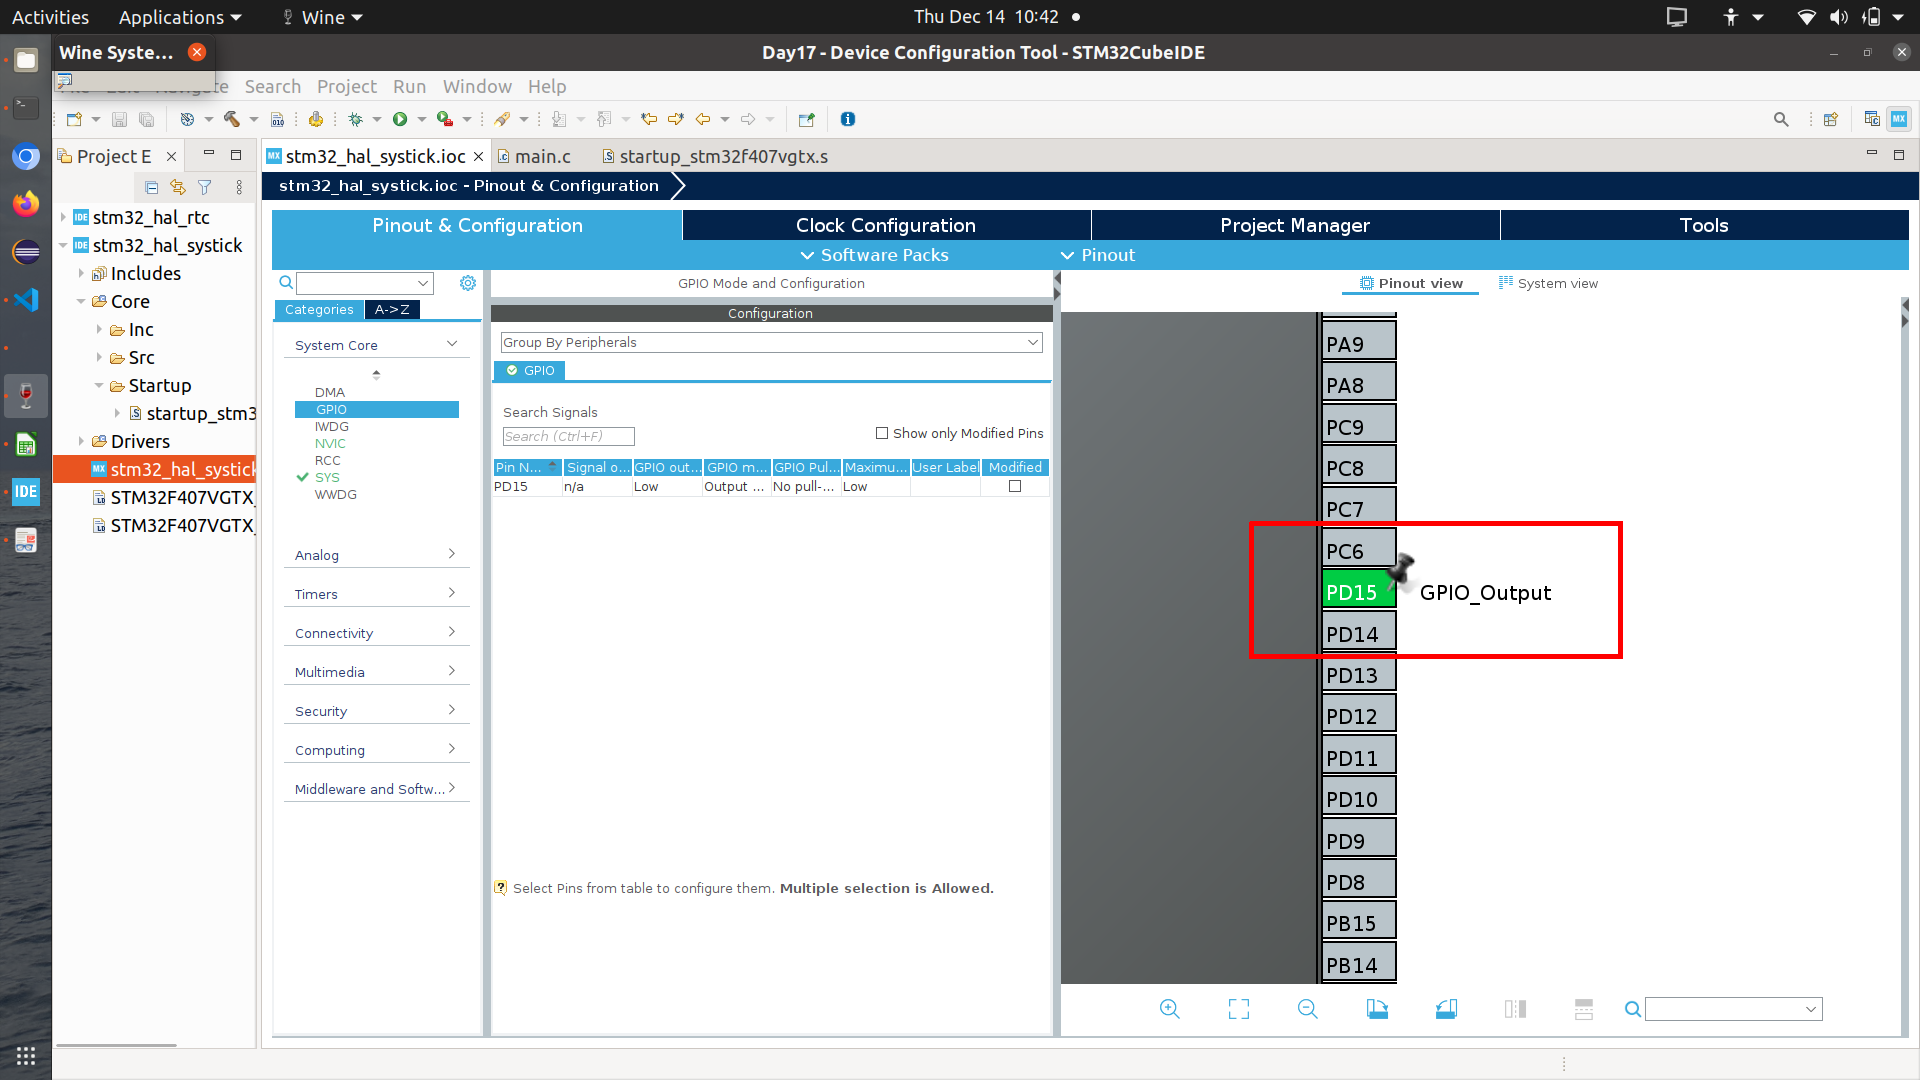 Activities Applications Wine Thu Dec 14 10:42
Wine Syste...
Day17 - Device Configuration Tool - STM32CubeIDE
Search Project Run Window Help
Project E
stm32_hal_systick.ioc main.c startup_stm32f407vgtx.s
stm32_hal_systick.ioc - Pinout & Configuration
stm32_hal_rtc
stm32_hal_systick
Includes
Core
Inc
Src
Startup
startup_stm3
Drivers
stm32_hal_systick
STM32F407VGTX_
STM32F407VGTX_
IDE
Pinout & Configuration Clock Configuration Project Manager Tools
Software Packs Pinout
Categories A->Z
System Core
DMA
GPIO
IWDG
NVIC
RCC
SYS
WWDG
Analog
Timers
Connectivity
Multimedia
Security
Computing
Middleware and Softw...
GPIO Mode and Configuration
Configuration
Group By Peripherals
GPIO
Search Signals
Search (Ctrl+F)
Show only Modified Pins
Pin N... Signal o... GPIO out... GPIO m... GPIO Pul... Maximu... User Label Modified
PD15 n/a Low Output ... No pull-... Low
Select Pins from table to configure them. Multiple selection is Allowed.
Pinout view System view
PA9
PA8
PC9
PC8
PC7
PC6
PD15 GPIO_Output
PD14
PD13
PD12
PD11
PD10
PD9
PD8
PB15
PB14